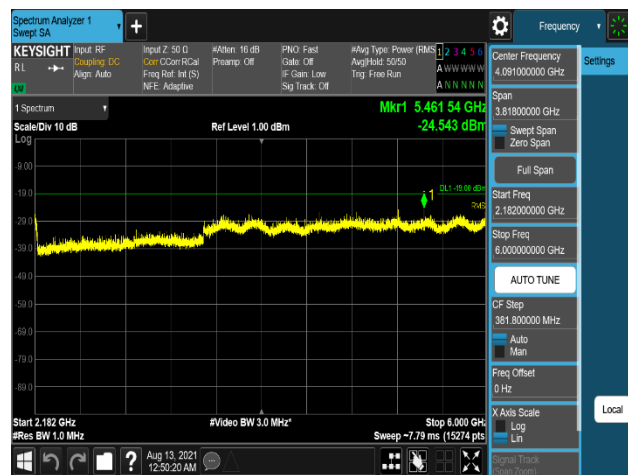 Spectrum Analyzer 1
Swept SA
Frequency
KEYSIGHT
RL
LM
Input: RF
Coupling: DC
Align: Auto
Input Z: 50 Ω
Corr CCorr RCal
Freq Ref: Int (S)
NFE: Adaptive
#Atten: 16 dB
Preamp: Off
PNO: Fast
Gate: Off
IF Gain: Low
Sig Track: Off
#Avg Type: Power (RMS
Avg|Hold: 50/50
Trig: Free Run
1 2 3 4 5 6
A W W W W W
A N N N N N
1 Spectrum
Scale/Div 10 dB
Ref Level 1.00 dBm
Mkr1 5.461 54 GHz
-24.543 dBm
Log
-9.00
-19.0
-29.0
-39.0
-49.0
-59.0
-69.0
-79.0
-89.0
DL1 -19.00 dBm
1
RMS
Start 2.182 GHz
#Res BW 1.0 MHz
#Video BW 3.0 MHz*
Stop 6.000 GHz
Sweep ~7.79 ms (15274 pts
Aug 13, 2021
12:50:20 AM
Center Frequency
4.091000000 GHz
Span
3.81800000 GHz
Swept Span
Zero Span
Full Span
Start Freq
2.182000000 GHz
Stop Freq
6.000000000 GHz
AUTO TUNE
CF Step
381.800000 MHz
Auto
Man
Freq Offset
0 Hz
X Axis Scale
Log
Lin
Signal Track
(Span Zoom)
Settings
Local